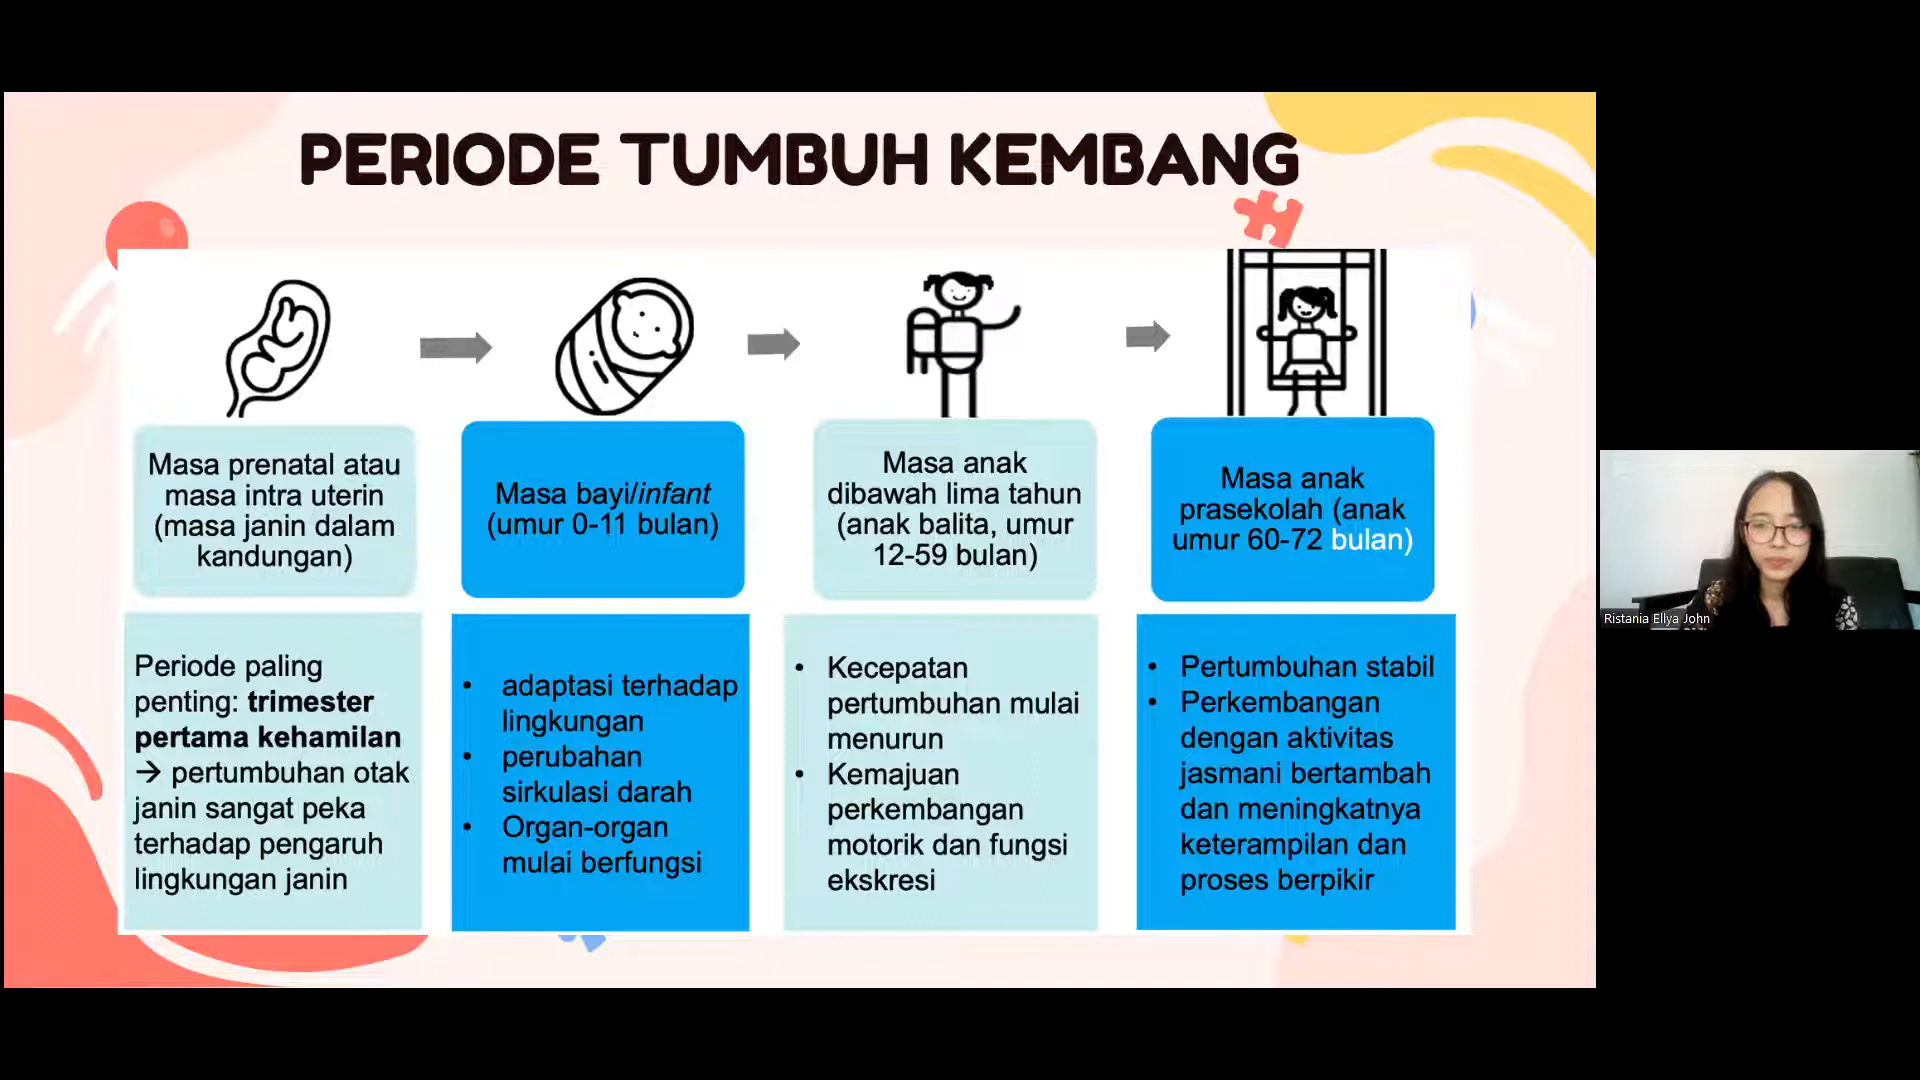 PERIODE TUMBUH KEMBANG
Masa prenatal atau
masa intra uterin
(masa janin dalam
kandungan)
Masa bayi/infant
(umur 0-11 bulan)
Masa anak
dibawah lima tahun
(anak balita, umur
12-59 bulan)
Masa anak
prasekolah (anak
umur 60-72 bulan)
Periode paling
penting: trimester
pertama kehamilan
→ pertumbuhan otak
janin sangat peka
terhadap pengaruh
lingkungan janin
• adaptasi terhadap
lingkungan
• perubahan
sirkulasi darah
• Organ-organ
mulai berfungsi
• Kecepatan
pertumbuhan mulai
menurun
• Kemajuan
perkembangan
motorik dan fungsi
ekskresi
• Pertumbuhan stabil
• Perkembangan
dengan aktivitas
jasmani bertambah
dan meningkatnya
keterampilan dan
proses berpikir
Ristania Ellya John